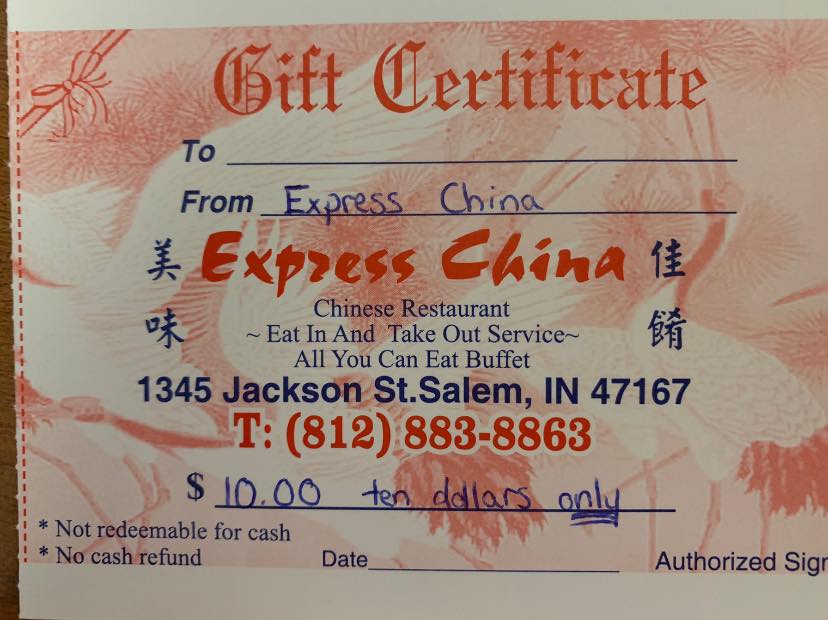 Gift Certificate
To
From Express China
美味 Express China 佳餚
Chinese Restaurant
~ Eat In And Take Out Service~
All You Can Eat Buffet
1345 Jackson St.Salem, IN 47167
T: (812) 883-8863
$ 10.00 ten dollars only
* Not redeemable for cash
* No cash refund
Date
Authorized Sign